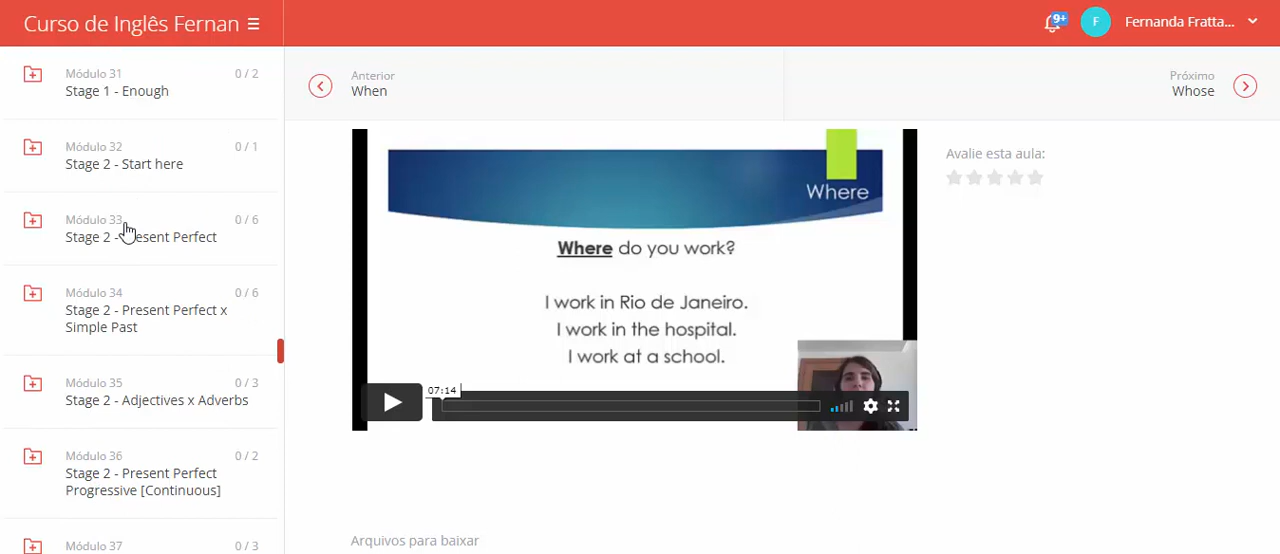 Curso de Inglês Fernan
9+
F
Fernanda Fratta...
Módulo 31
0 / 2
Stage 1 - Enough
Módulo 32
0 / 1
Stage 2 - Start here
Módulo 33
0 / 6
Stage 2 - Present Perfect
Módulo 34
0 / 6
Stage 2 - Present Perfect x
Simple Past
Módulo 35
0 / 3
Stage 2 - Adjectives x Adverbs
Módulo 36
0 / 2
Stage 2 - Present Perfect
Progressive [Continuous]
Módulo 37
0 / 3
Anterior
When
Próximo
Whose
Where
Where do you work?
I work in Rio de Janeiro.
I work in the hospital.
I work at a school.
07:14
Avalie esta aula:
Arquivos para baixar